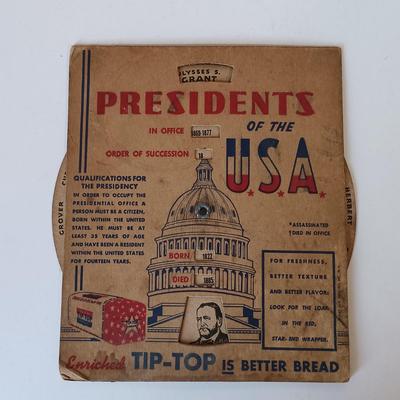 ULYSSES S.
GRANT
PRESIDENTS
OF THE
U.S.A.
IN OFFICE 1869-1877
ORDER OF SUCCESSION 18
QUALIFICATIONS FOR
THE PRESIDENCY
IN ORDER TO OCCUPY THE
PRESIDENTIAL OFFICE A
PERSON MUST BE A CITIZEN,
BORN WITHIN THE UNITED
STATES. HE MUST BE AT
LEAST 35 YEARS OF AGE
AND HAVE BEEN A RESIDENT
WITHIN THE UNITED STATES
FOR FOURTEEN YEARS.
GROVER
HERBERT
*ASSASSINATED
†DIED IN OFFICE
BORN 1822
DIED 1885
FOR FRESHNESS,
BETTER TEXTURE
AND BETTER FLAVOR:
LOOK FOR THE LOAF
IN THE RED,
STAR-END WRAPPER.
Enriched TIP-TOP IS BETTER BREAD